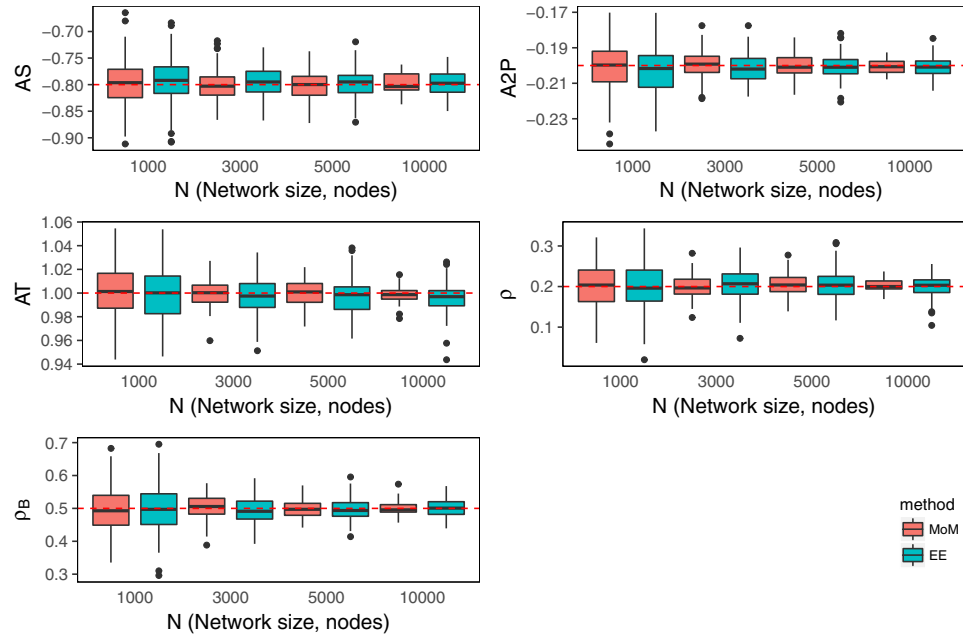 AS
−0.70
−0.75
−0.80
−0.85
−0.90
1000 3000 5000 10000
N (Network size, nodes)
A2P
−0.17
−0.19
−0.21
−0.23
1000 3000 5000 10000
N (Network size, nodes)
AT
1.06
1.04
1.02
1.00
0.98
0.96
0.94
1000 3000 5000 10000
N (Network size, nodes)
ρ
0.3
0.2
0.1
1000 3000 5000 10000
N (Network size, nodes)
ρB
0.7
0.6
0.5
0.4
0.3
1000 3000 5000 10000
N (Network size, nodes)
method
MoM
EE